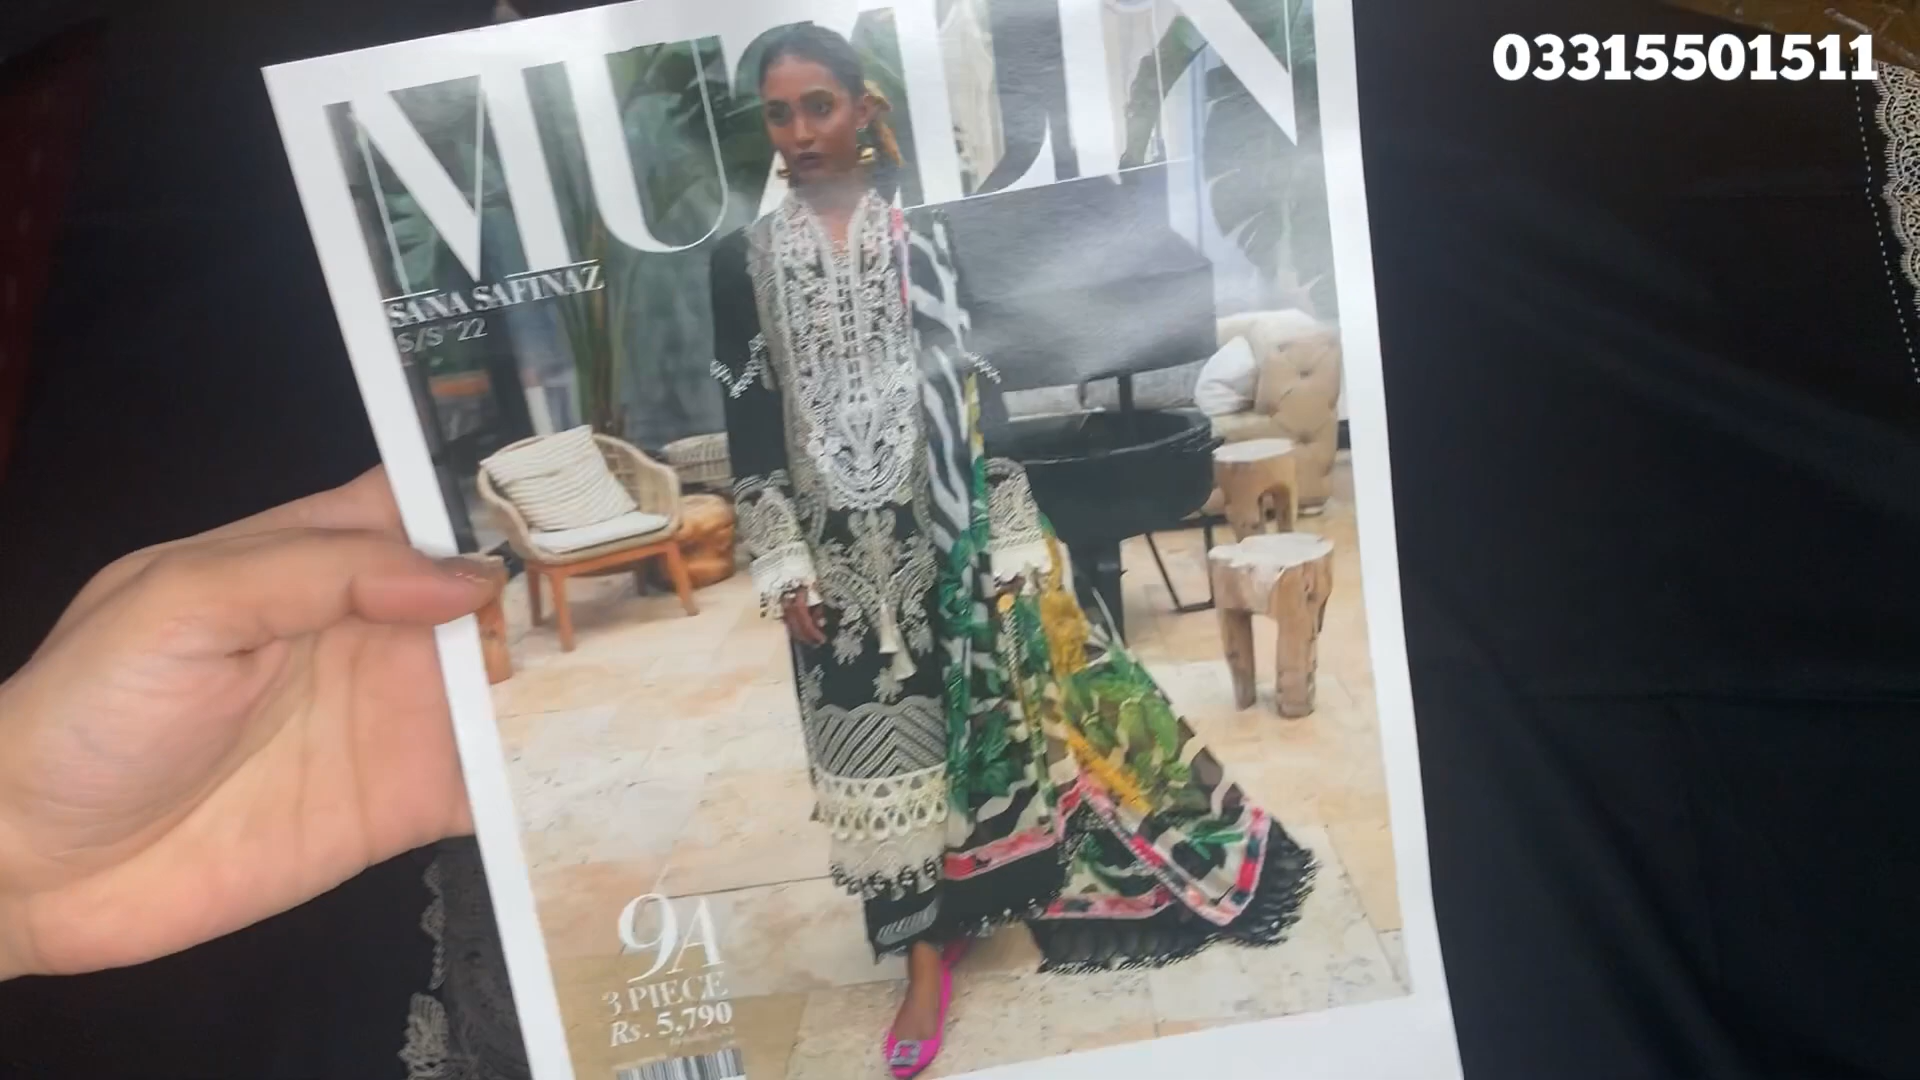 03315501511
MUZLIN
SANA SAFINAZ
S/S '22
9A
3 PIECE
Rs. 5,790